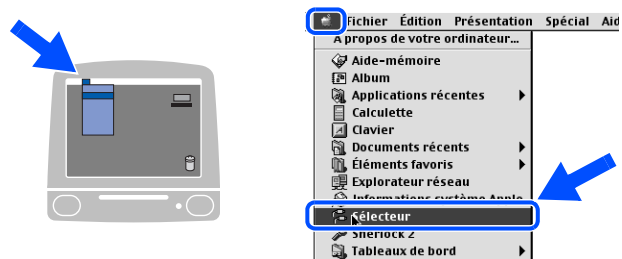 Fichier Édition Présentation Spécial Aid
A propos de votre ordinateur...
Aide-mémoire
Album
Applications récentes
Calculette
Clavier
Documents récents
Éléments favoris
Explorateur réseau
Informations système Apple
Sélecteur
Sherlock 2
Tableaux de bord